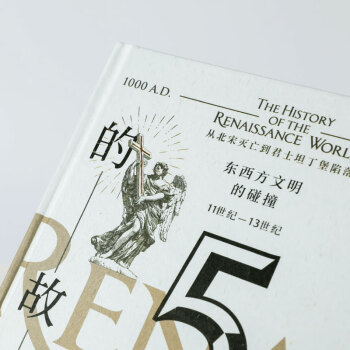 1000 A.D.
THE HISTORY
OF THE
RENAISSANCE WORL
从北宋灭亡到君士坦丁堡陷落
东西方文明
的碰撞
11世纪—13世纪
的
故
5
REN